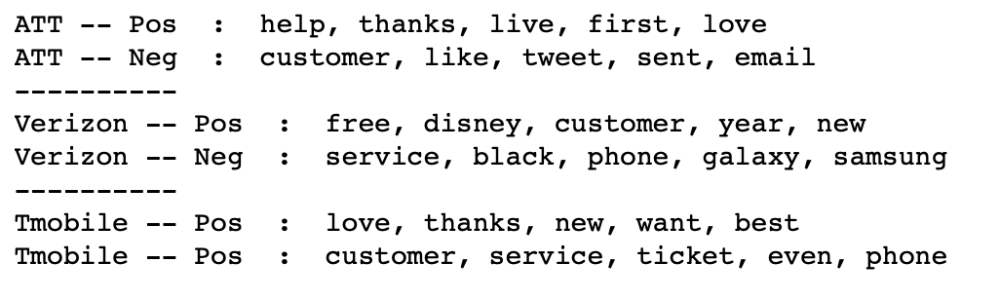 ATT -- Pos  :  help, thanks, live, first, love
ATT -- Neg  :  customer, like, tweet, sent, email
----------
Verizon -- Pos  :  free, disney, customer, year, new
Verizon -- Neg  :  service, black, phone, galaxy, samsung
----------
Tmobile -- Pos  :  love, thanks, new, want, best
Tmobile -- Pos  :  customer, service, ticket, even, phone